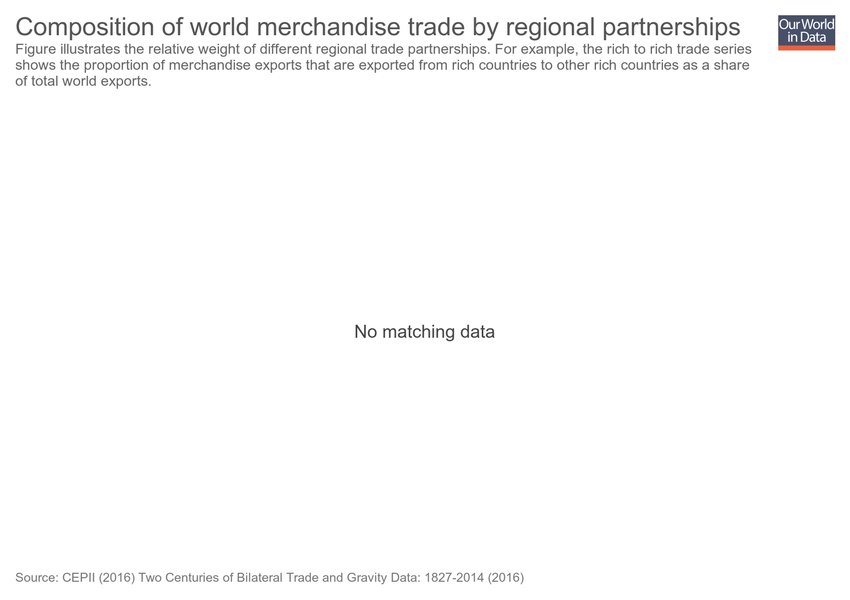 Composition of world merchandise trade by regional partnerships
Our World
in Data
Figure illustrates the relative weight of different regional trade partnerships. For example, the rich to rich trade series
shows the proportion of merchandise exports that are exported from rich countries to other rich countries as a share
of total world exports.
No matching data
Source: CEPII (2016) Two Centuries of Bilateral Trade and Gravity Data: 1827-2014 (2016)